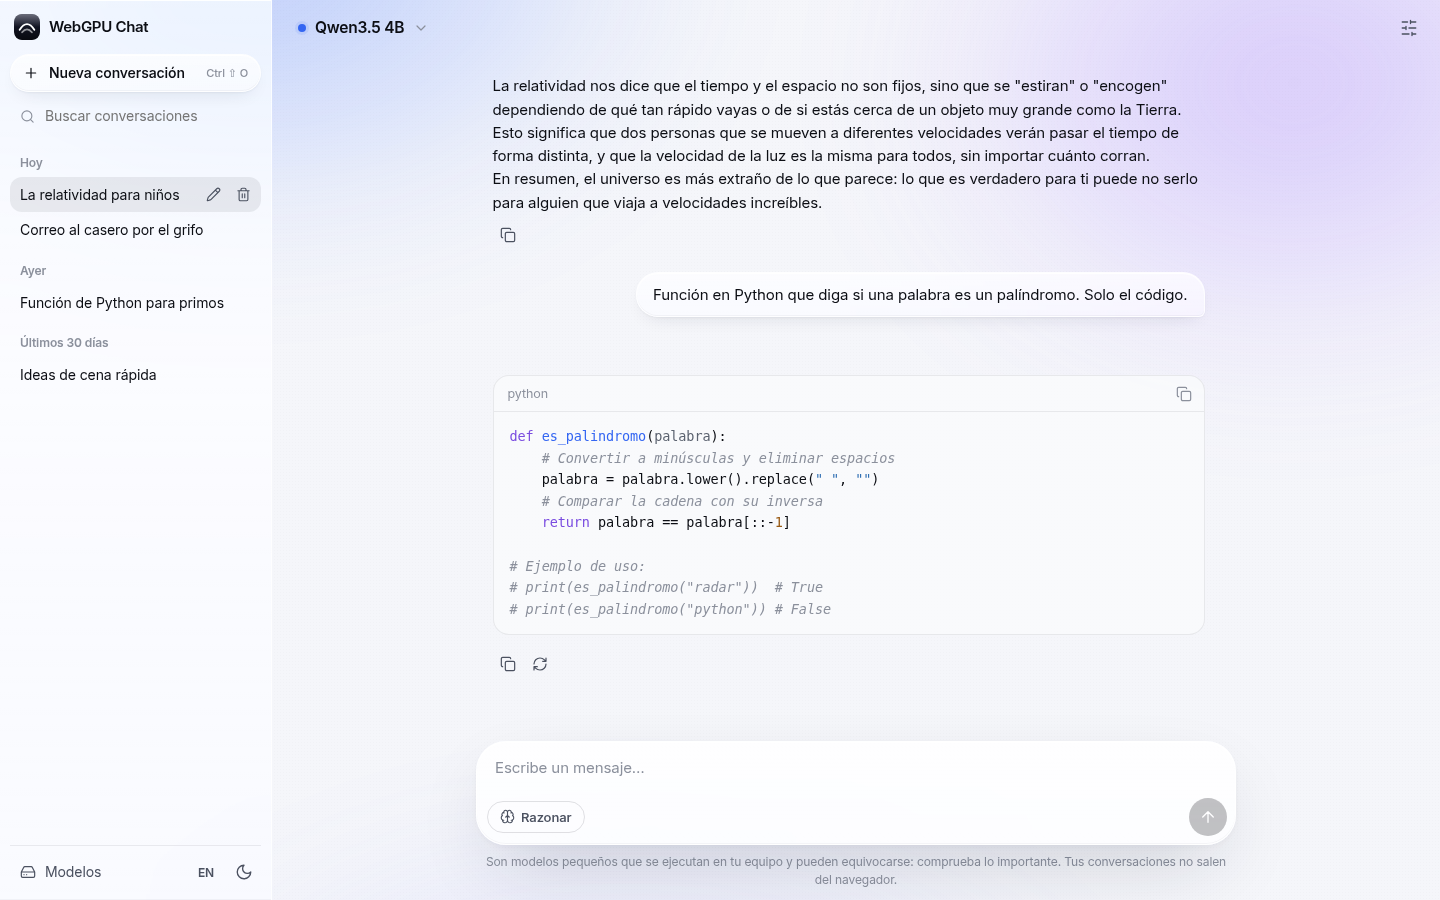 WebGPU Chat
Nueva conversación Ctrl ⇧ O
Buscar conversaciones
Hoy
La relatividad para niños
Correo al casero por el grifo
Ayer
Función de Python para primos
Últimos 30 días
Ideas de cena rápida
Modelos EN
Qwen3.5 4B
La relatividad nos dice que el tiempo y el espacio no son fijos, sino que se "estiran" o "encogen"
dependiendo de qué tan rápido vayas o de si estás cerca de un objeto muy grande como la Tierra.
Esto significa que dos personas que se mueven a diferentes velocidades verán pasar el tiempo de
forma distinta, y que la velocidad de la luz es la misma para todos, sin importar cuánto corran.
En resumen, el universo es más extraño de lo que parece: lo que es verdadero para ti puede no serlo
para alguien que viaja a velocidades increíbles.
Función en Python que diga si una palabra es un palíndromo. Solo el código.
python
def es_palindromo(palabra):
    # Convertir a minúsculas y eliminar espacios
    palabra = palabra.lower().replace(" ", "")
    # Comparar la cadena con su inversa
    return palabra == palabra[::-1]
# Ejemplo de uso:
# print(es_palindromo("radar"))  # True
# print(es_palindromo("python")) # False
Escribe un mensaje...
Razonar
Son modelos pequeños que se ejecutan en tu equipo y pueden equivocarse: comprueba lo importante. Tus conversaciones no salen
del navegador.